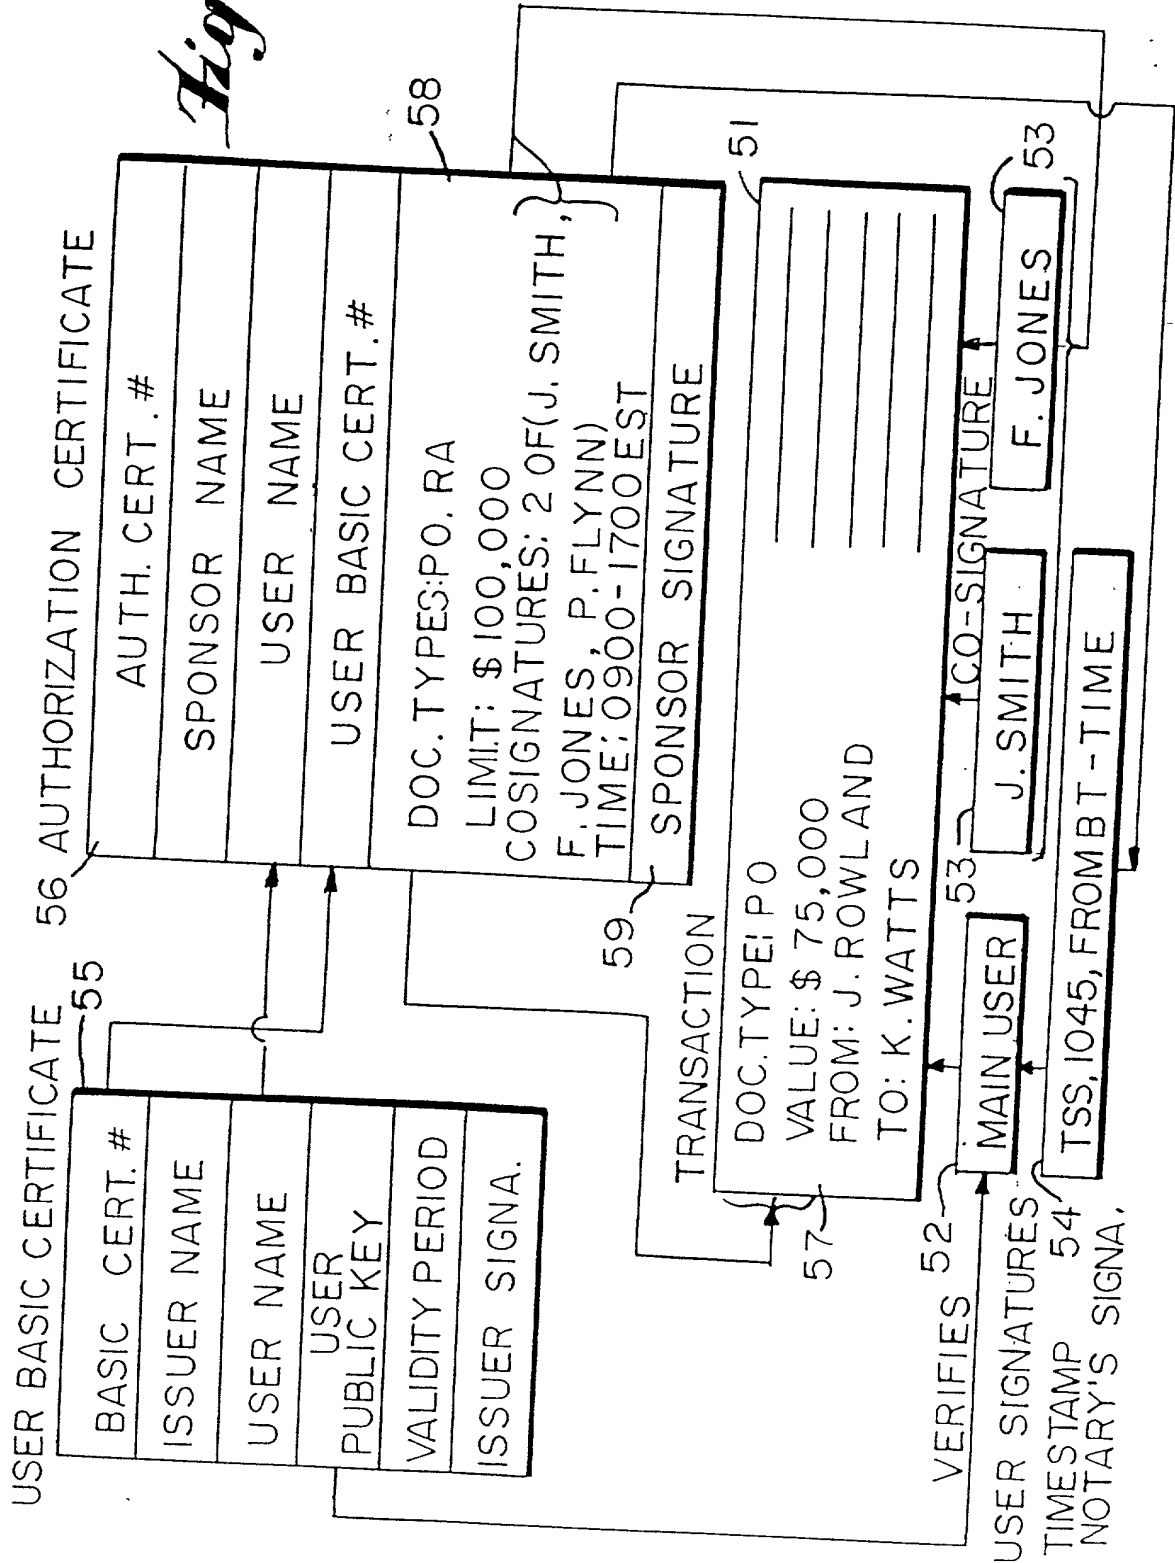 Fig
USER BASIC CERTIFICATE
55
BASIC CERT.#
ISSUER NAME
USER NAME
USER
PUBLIC KEY
VALIDITY PERIOD
ISSUER SIGNA.
56 AUTHORIZATION CERTIFICATE
AUTH. CERT.#
SPONSOR NAME
USER NAME
USER BASIC CERT.#
58
DOC.TYPES:PO.RA
LIMIT: $100,000
COSIGNATURES: 2 OF(J. SMITH,
F. JONES, P. FLYNN)
TIME:0900-1700EST
59
SPONSOR SIGNATURE
TRANSACTION
51
DOC.TYPE:PO
VALUE:$ 75,000
FROM: J. ROWLAND
TO: K.WATTS
57
VERIFIES
52
MAIN USER
53
CO-SIGNATURE
J. SMITH
F. JONES
53
USER SIGNATURES
TIMESTAMP 54
NOTARY'S SIGNA.
TSS, 1045, FROM BT-TIME